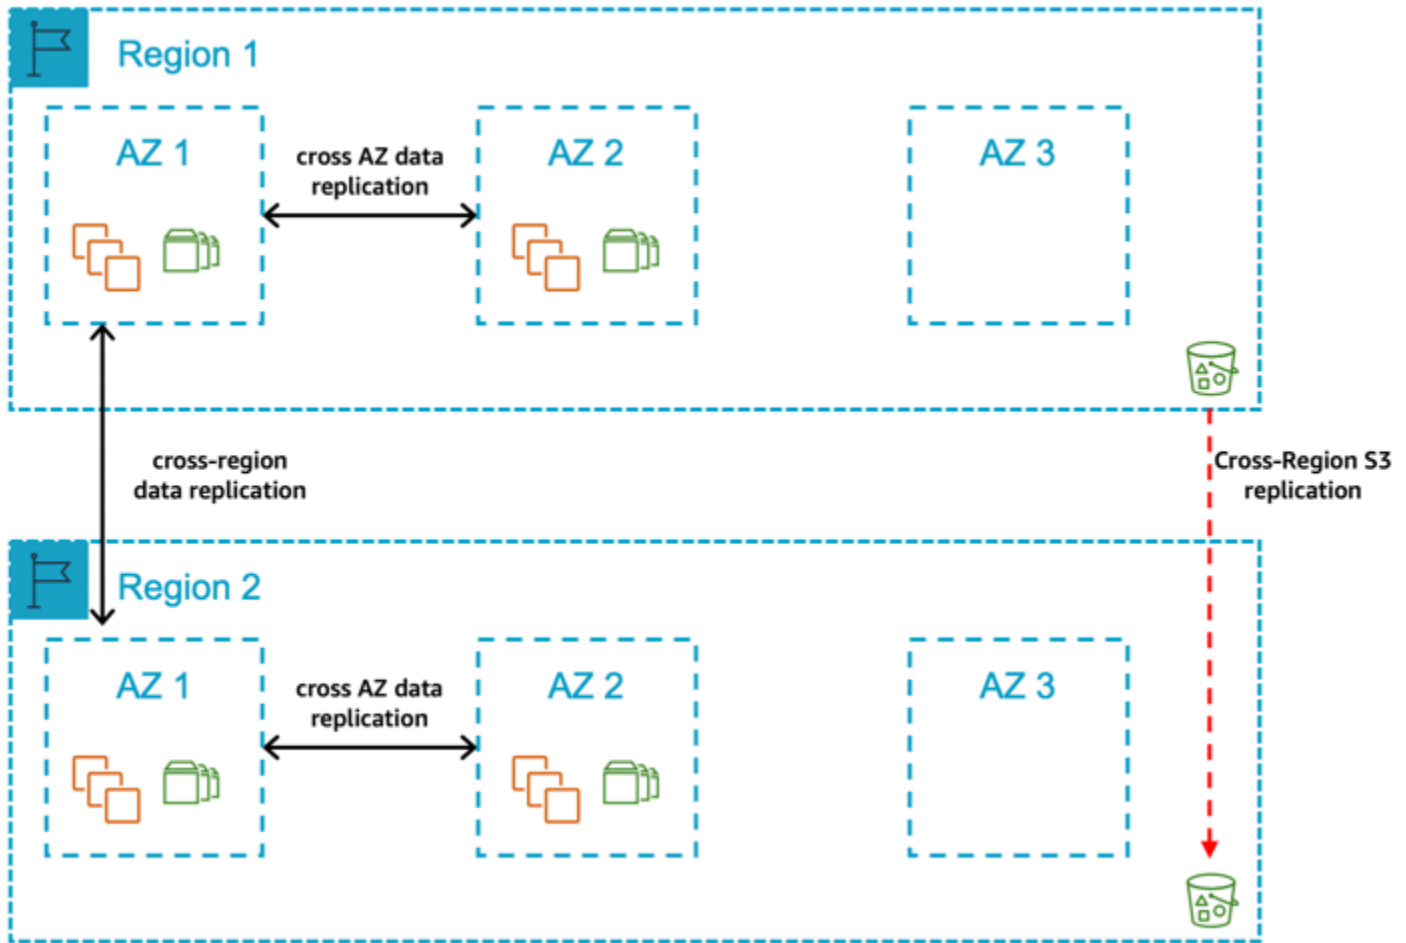 Region 1
AZ 1
cross AZ data
replication
AZ 2
AZ 3
cross-region
data replication
Cross-Region S3
replication
Region 2
AZ 1
cross AZ data
replication
AZ 2
AZ 3